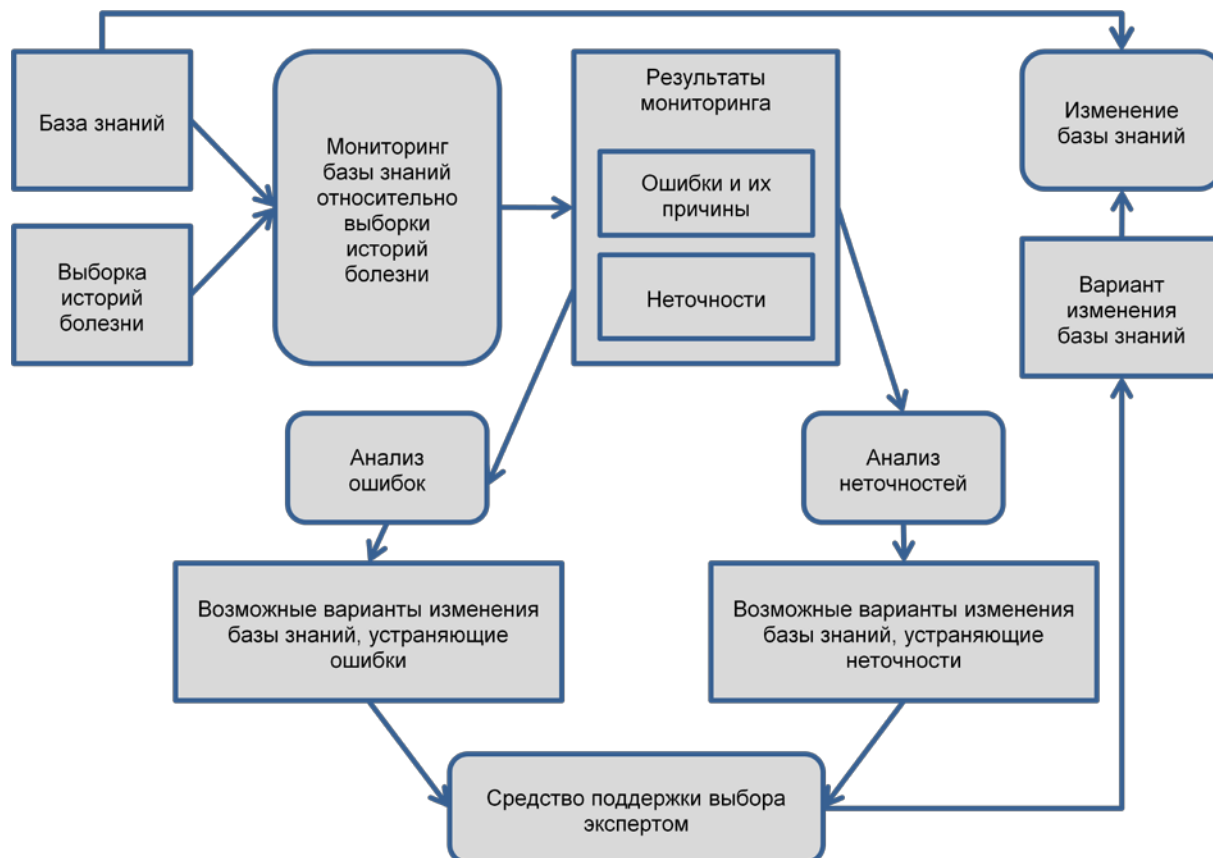 База знаний
Выборка
историй
болезни
Мониторинг
базы знаний
относительно
выборки
историй
болезни
Результаты
мониторинга
Ошибки и их
причины
Неточности
Изменение
базы знаний
Вариант
изменения
базы знаний
Анализ
ошибок
Анализ
неточностей
Возможные варианты изменения
базы знаний, устраняющие
ошибки
Возможные варианты изменения
базы знаний, устраняющие
неточности
Средство поддержки выбора
экспертом